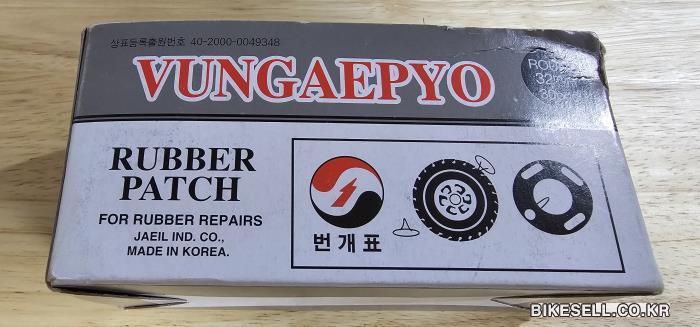 상표등록출원번호 40-2000-0049348
VUNGAEPYO
32mm
RUBBER
PATCH
FOR RUBBER REPAIRS
JAEIL IND. CO.,
MADE IN KOREA.
번개표
BIKESELL.CO.KR